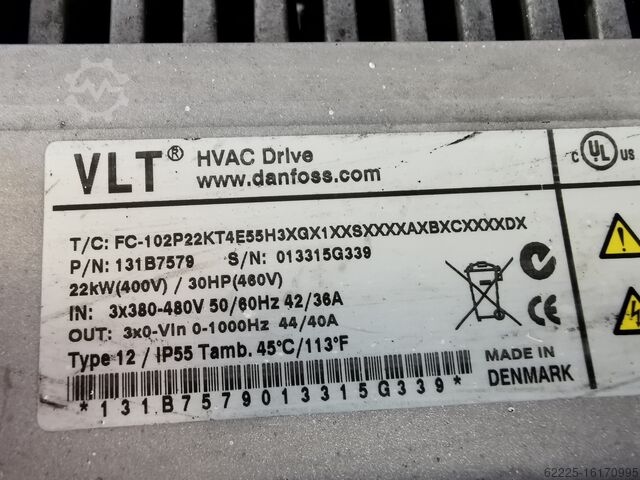 VLT® HVAC Drive
www.danfoss.com
T/C: FC-102P22KT4E55H3XGX1XXSXXXXAXBXCXXXXDX
P/N: 131B7579 S/N: 013315G339
22kW(400V) / 30HP(460V)
IN: 3x380-480V 50/60Hz 42/36A
OUT: 3x0-Vin 0-1000Hz 44/40A
Type 12 / IP55 Tamb. 45°C/113°F
*131B7579013315G339*
MADE IN
DENMARK
C UL US
62225-16170995